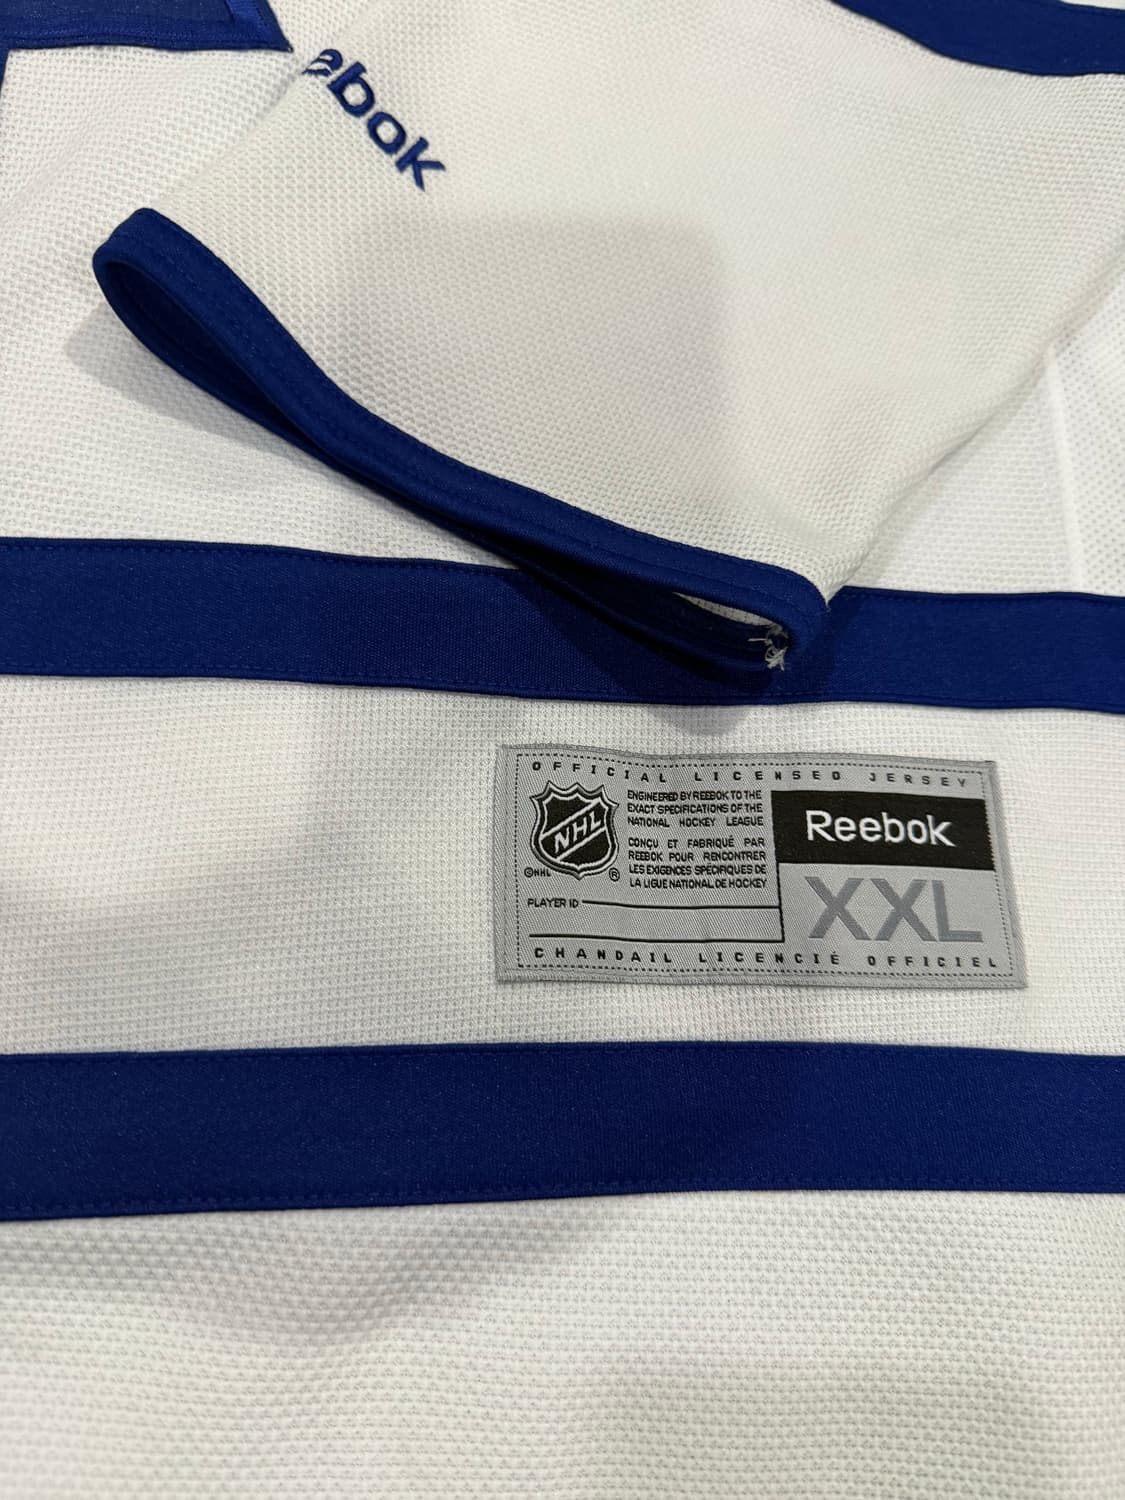 ebok
OFFICIAL LICENSED JERSEY
NHL
©NHL
®
ENGINEERED BY REEBOK TO THE
EXACT SPECIFICATIONS OF THE
NATIONAL HOCKEY LEAGUE
CONÇU ET FABRIQUÉ PAR
REEBOK POUR RENCONTRER
LES EXIGENCES SPÉCIFIQUES DE
LA LIGUE NATIONAL DE HOCKEY
PLAYER ID
Reebok
XXL
CHANDAIL LICENCIÉ OFFICIEL